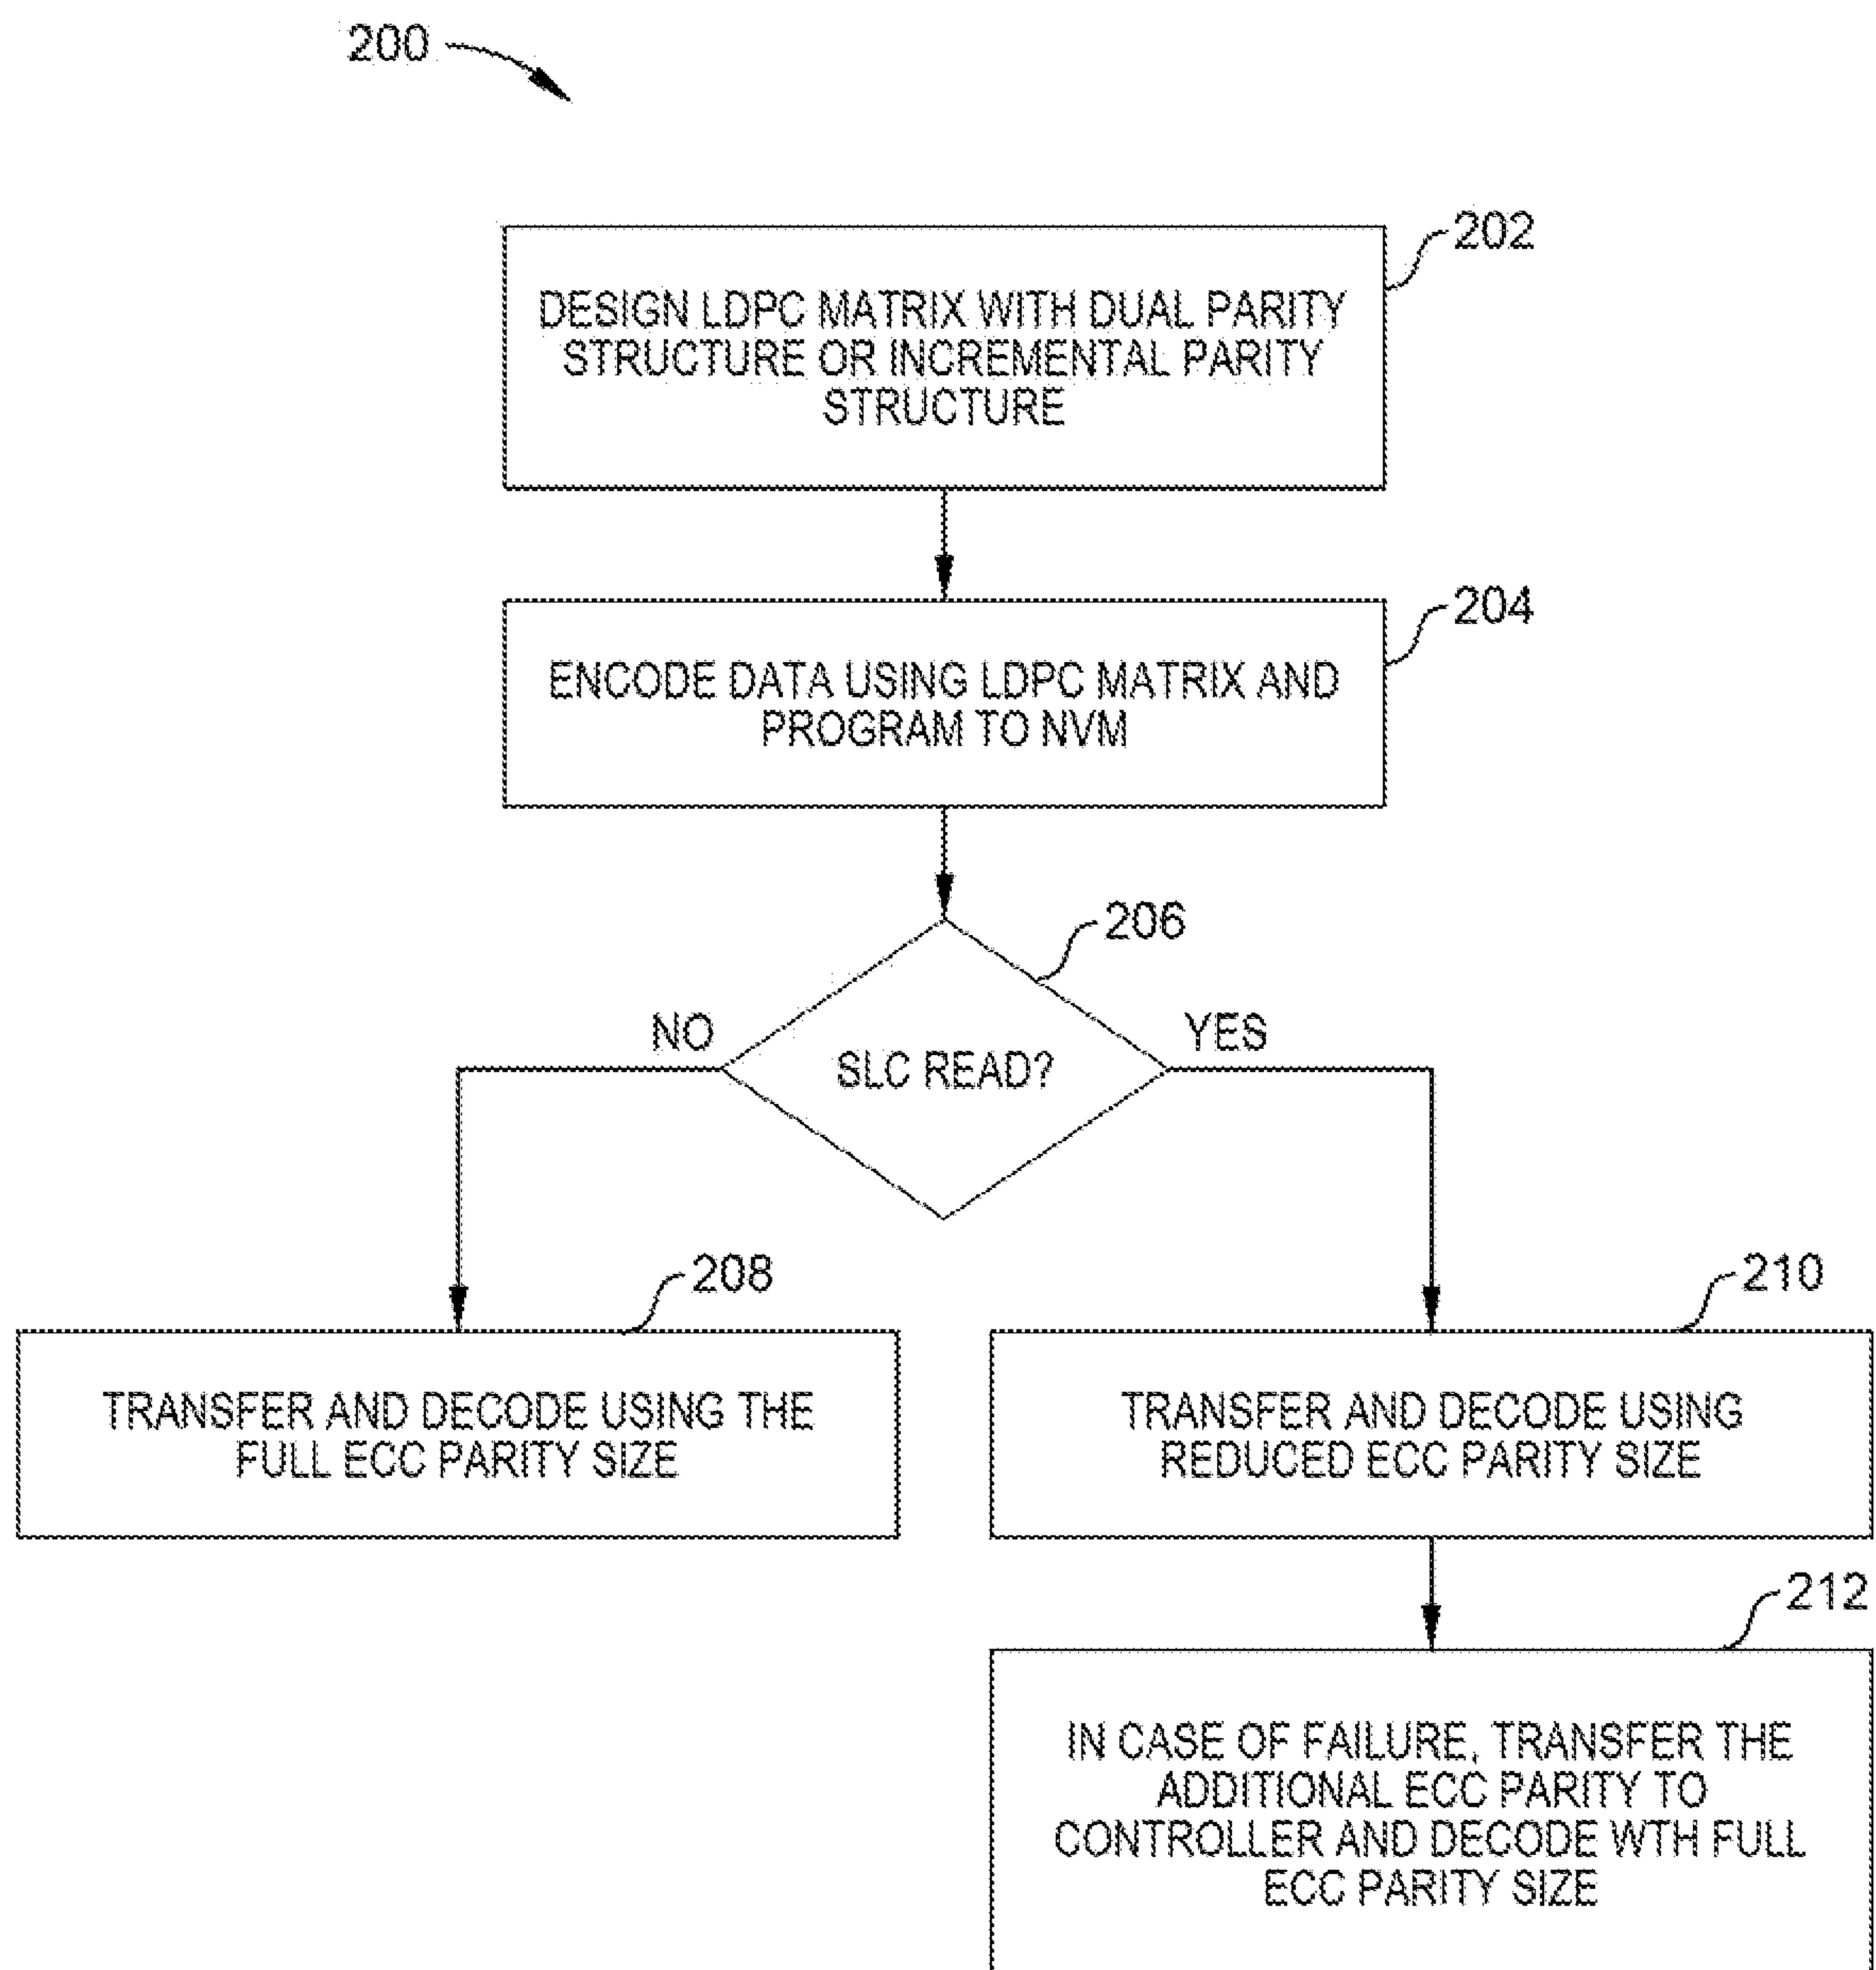 200
202
DESIGN LDPC MATRIX WITH DUAL PARITY
STRUCTURE OR INCREMENTAL PARITY
STRUCTURE
204
ENCODE DATA USING LDPC MATRIX AND
PROGRAM TO NVM
206
NO
SLC READ?
YES
208
TRANSFER AND DECODE USING THE
FULL ECC PARITY SIZE
210
TRANSFER AND DECODE USING
REDUCED ECC PARITY SIZE
212
IN CASE OF FAILURE, TRANSFER THE
ADDITIONAL ECC PARITY TO
CONTROLLER AND DECODE WTH FULL
ECC PARITY SIZE